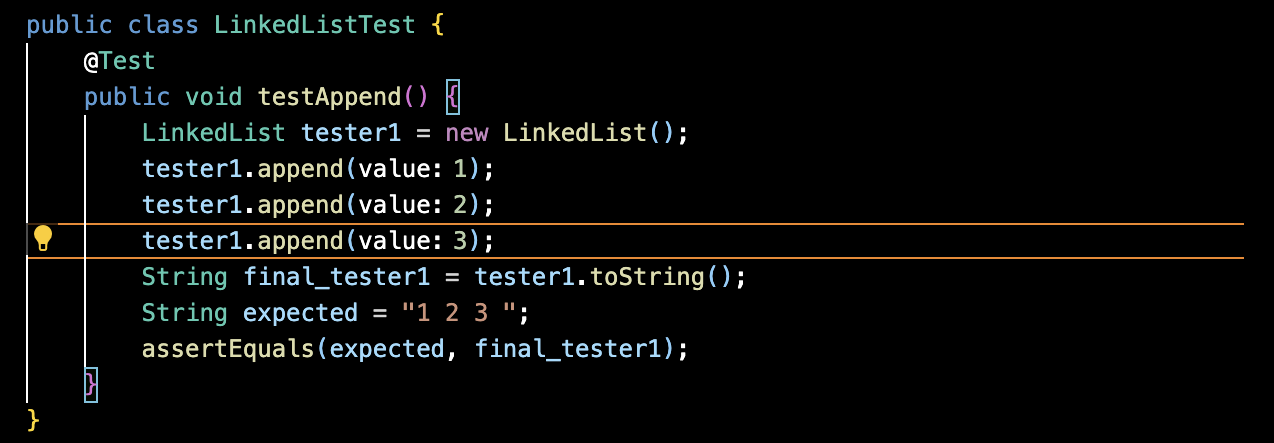 public class LinkedListTest {
@Test
public void testAppend() {
LinkedList tester1 = new LinkedList();
tester1.append(value: 1);
tester1.append(value: 2);
tester1.append(value: 3);
String final_tester1 = tester1.toString();
String expected = "1 2 3 ";
assertEquals(expected, final_tester1);
}
}